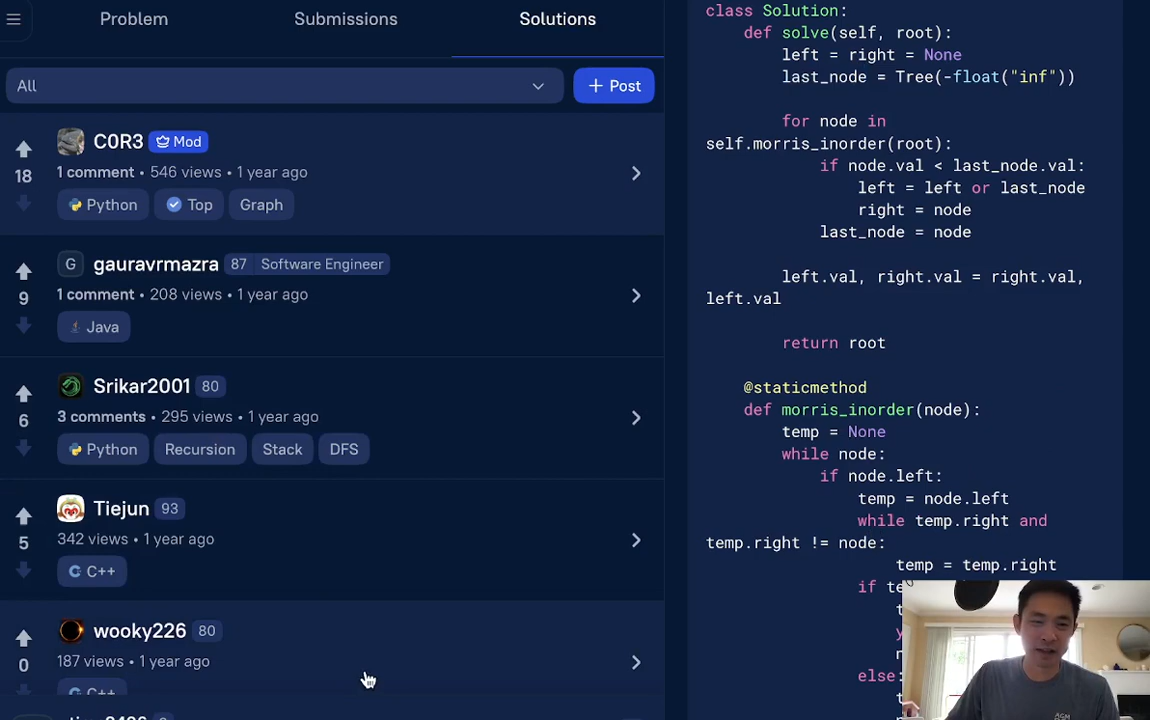 Problem
Submissions
Solutions
All
+ Post
C0R3 Mod
18
1 comment • 546 views • 1 year ago
Python Top Graph
G gauravrmazra 87 Software Engineer
9
1 comment • 208 views • 1 year ago
Java
Srikar2001 80
6
3 comments • 295 views • 1 year ago
Python Recursion Stack DFS
Tiejun 93
5
342 views • 1 year ago
C++
wooky226 80
0
187 views • 1 year ago
C++
class Solution:
def solve(self, root):
left = right = None
last_node = Tree(-float("inf"))
for node in
self.morris_inorder(root):
if node.val < last_node.val:
left = left or last_node
right = node
last_node = node
left.val, right.val = right.val,
left.val
return root
@staticmethod
def morris_inorder(node):
temp = None
while node:
if node.left:
temp = node.left
while temp.right and
temp.right != node:
temp = temp.right
if
else: